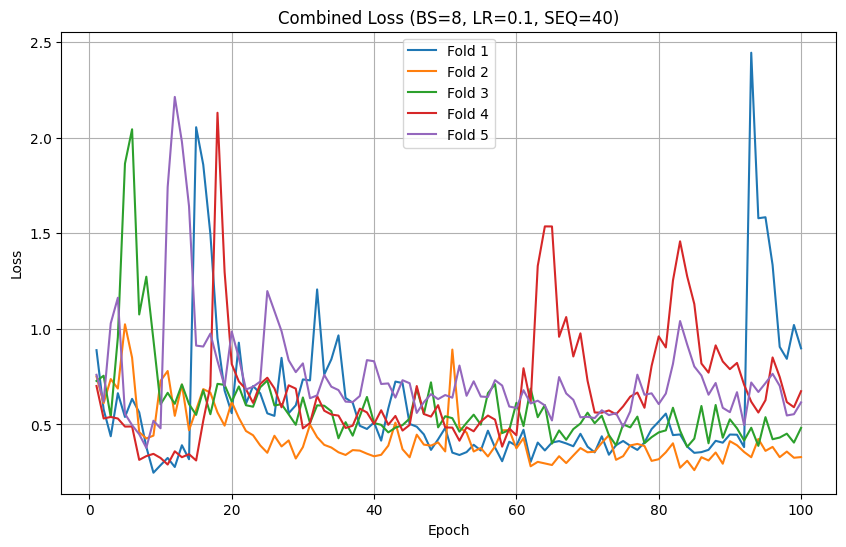 Combined Loss (BS=8, LR=0.1, SEQ=40)
Fold 1
Fold 2
Fold 3
Fold 4
Fold 5
2.5
2.0
1.5
1.0
0.5
Loss
0
20
40
60
80
100
Epoch